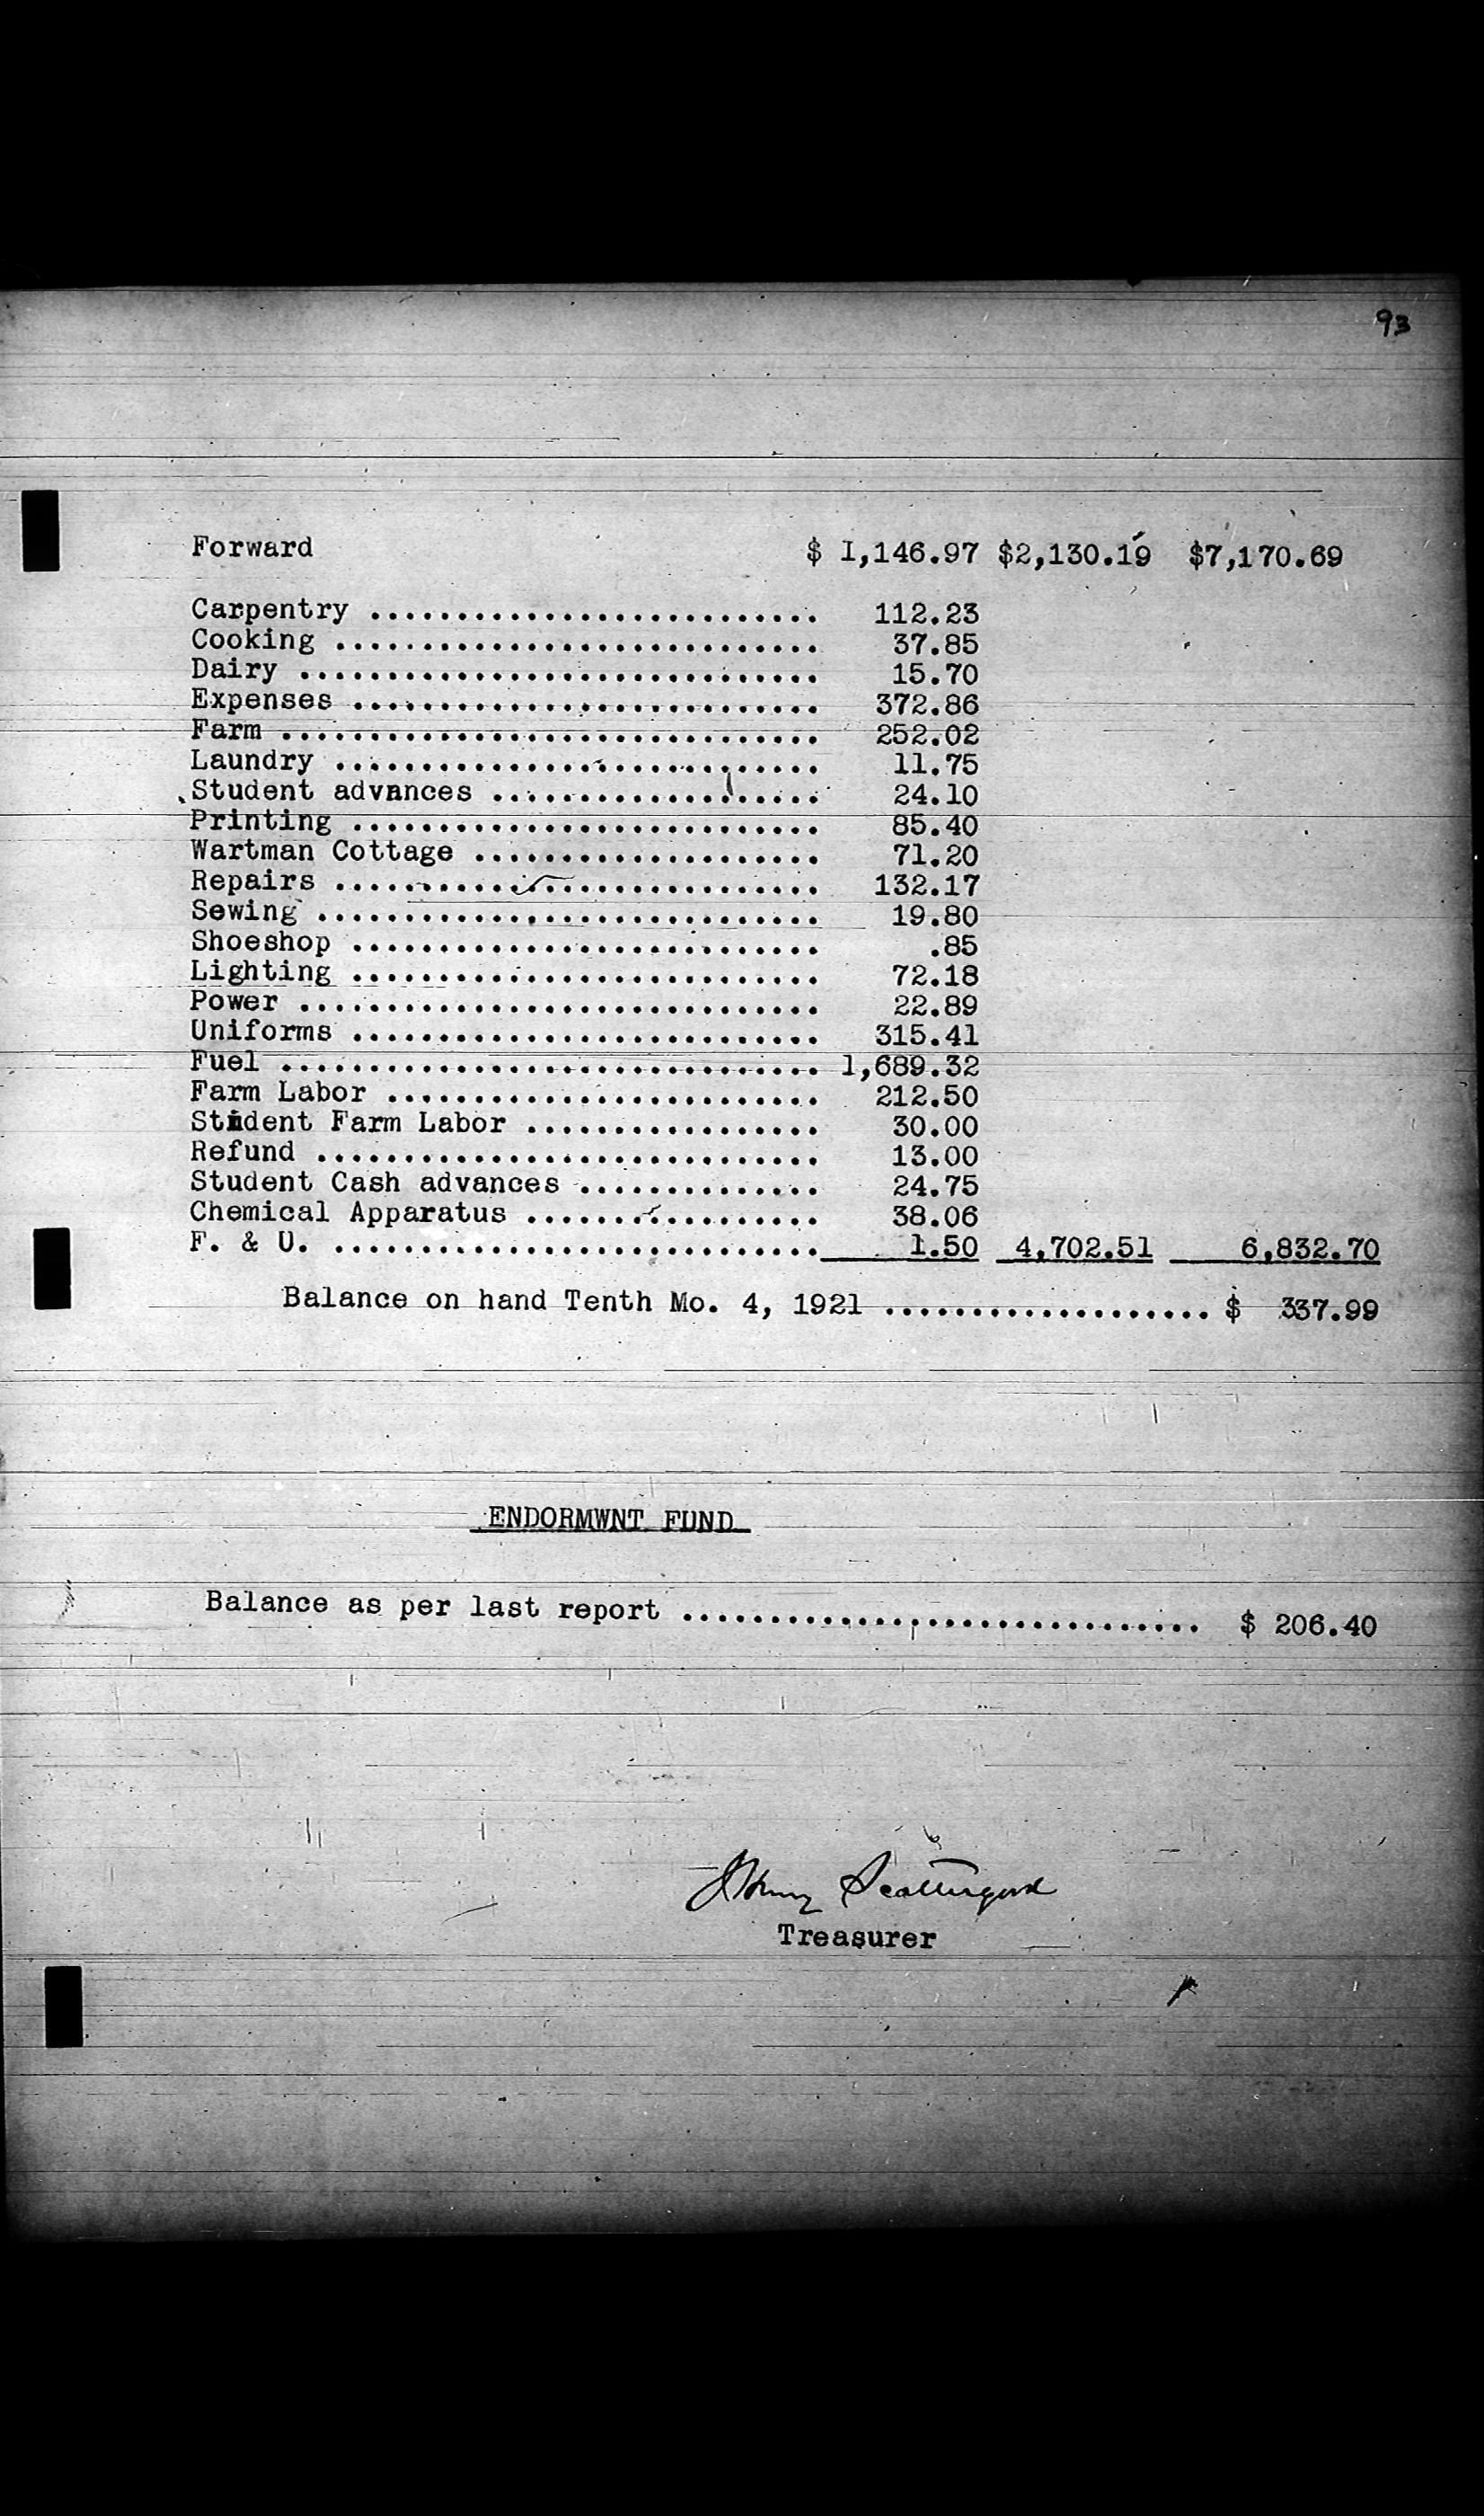 93
Forward $ 1,146.97 $2,130.19 $7,170.69
Carpentry .......................... 112.23
Cooking ............................ 37.85
Dairy .............................. 15.70
Expenses ........................... 372.86
Farm ............................... 252.02
Laundry ............................ 11.75
Student advances ................... 24.10
Printing ........................... 85.40
Wartman Cottage .................... 71.20
Repairs ............................ 132.17
Sewing ............................. 19.80
Shoeshop ........................... .85
Lighting ........................... 72.18
Power .............................. 22.89
Uniforms ........................... 315.41
Fuel ............................... 1,689.32
Farm Labor ......................... 212.50
Student Farm Labor ................. 30.00
Refund ............................. 13.00
Student Cash advances .............. 24.75
Chemical Apparatus ................. 38.06
F. & U. ............................ 1.50 4,702.51 6,832.70
Balance on hand Tenth Mo. 4, 1921 ................... $ 337.99
ENDORMWNT FUND
Balance as per last report .............................. $ 206.40
J Henry Scattergood
Treasurer